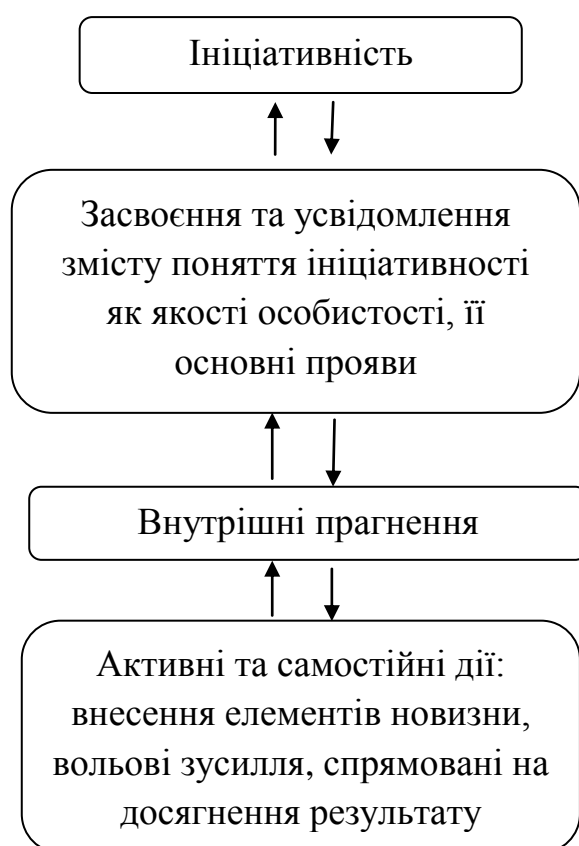 Ініціативність
Засвоєння та усвідомлення
змісту поняття ініціативності
як якості особистості, її
основні прояви
Внутрішні прагнення
Активні та самостійні дії:
внесення елементів новизни,
вольові зусилля, спрямовані на
досягнення результату